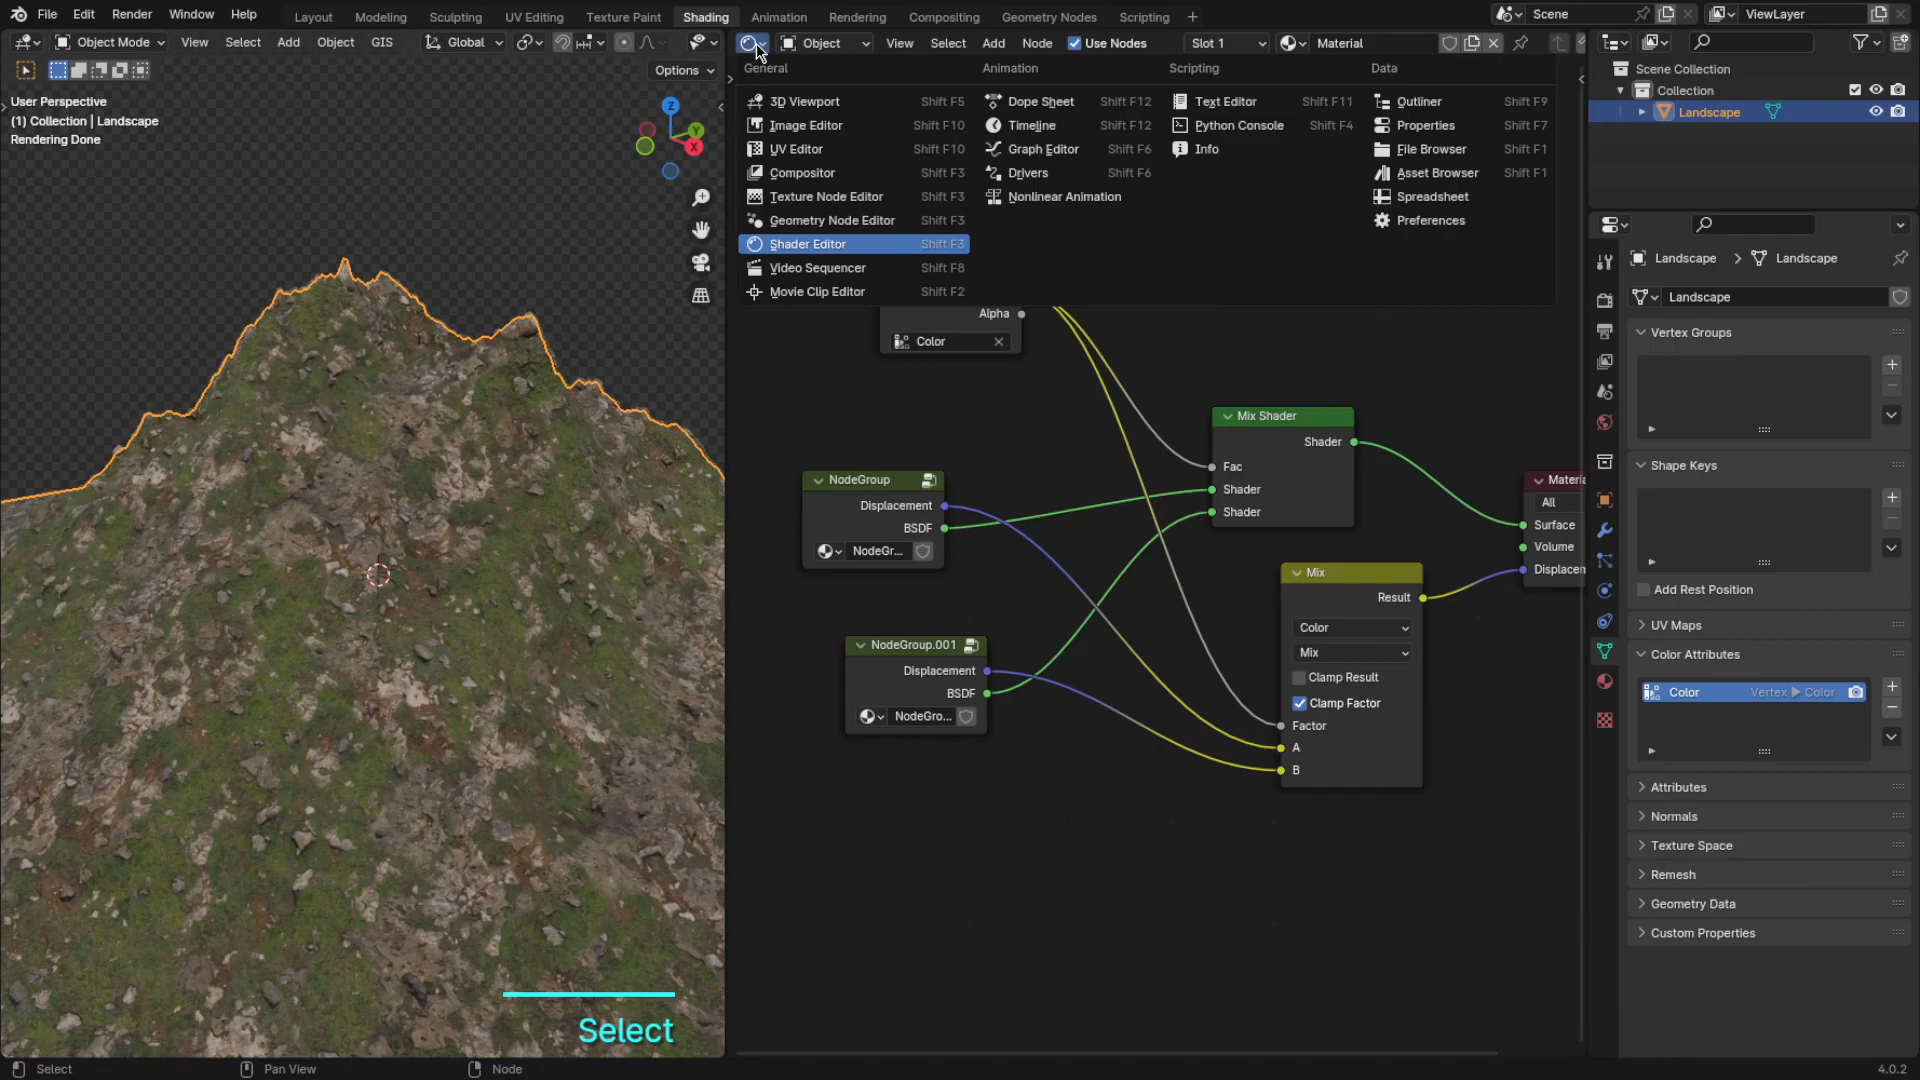 File Edit Render Window Help Layout Modeling Sculpting UV Editing Texture Paint Shading Animation Rendering Compositing Geometry Nodes Scripting + Scene ViewLayer
Object Mode View Select Add Object GIS Global
Object View Select Add Node Use Nodes Slot 1 Material
Options
User Perspective
(1) Collection | Landscape
Rendering Done
Z
Y
X
General
3D Viewport Shift F5
Image Editor Shift F10
UV Editor Shift F10
Compositor Shift F3
Texture Node Editor Shift F3
Geometry Node Editor Shift F3
Shader Editor Shift F3
Video Sequencer Shift F8
Movie Clip Editor Shift F2
Animation
Dope Sheet Shift F12
Timeline Shift F12
Graph Editor Shift F6
Drivers Shift F6
Nonlinear Animation
Scripting
Text Editor Shift F11
Python Console Shift F4
Info
Data
Outliner Shift F9
Properties Shift F7
File Browser Shift F1
Asset Browser Shift F1
Spreadsheet
Preferences
Alpha
Color
Mix Shader
Shader
Fac
Shader
Shader
NodeGroup
Displacement
BSDF
NodeGr...
NodeGroup.001
Displacement
BSDF
NodeGro...
Mix
Result
Color
Mix
Clamp Result
Clamp Factor
Factor
A
B
Materia
All
Surface
Volume
Displacen
Scene Collection
Collection
Landscape
Landscape > Landscape
Landscape
Vertex Groups
Shape Keys
Add Rest Position
UV Maps
Color Attributes
Color Vertex ▶ Color
Attributes
Normals
Texture Space
Remesh
Geometry Data
Custom Properties
Select
Select Pan View Node 4.0.2